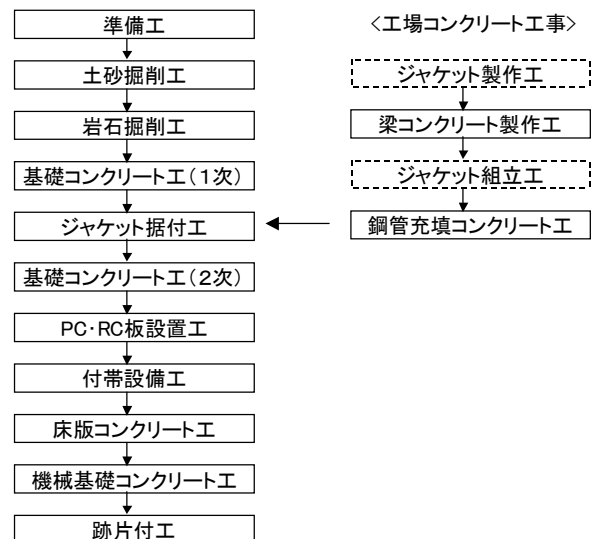 準備工
土砂掘削工
岩石掘削工
基礎コンクリート工(1次)
ジャケット据付工
基礎コンクリート工(2次)
PC・RC板設置工
付帯設備工
床版コンクリート工
機械基礎コンクリート工
跡片付工
<工場コンクリート工事>
ジャケット製作工
梁コンクリート製作工
ジャケット組立工
鋼管充填コンクリート工